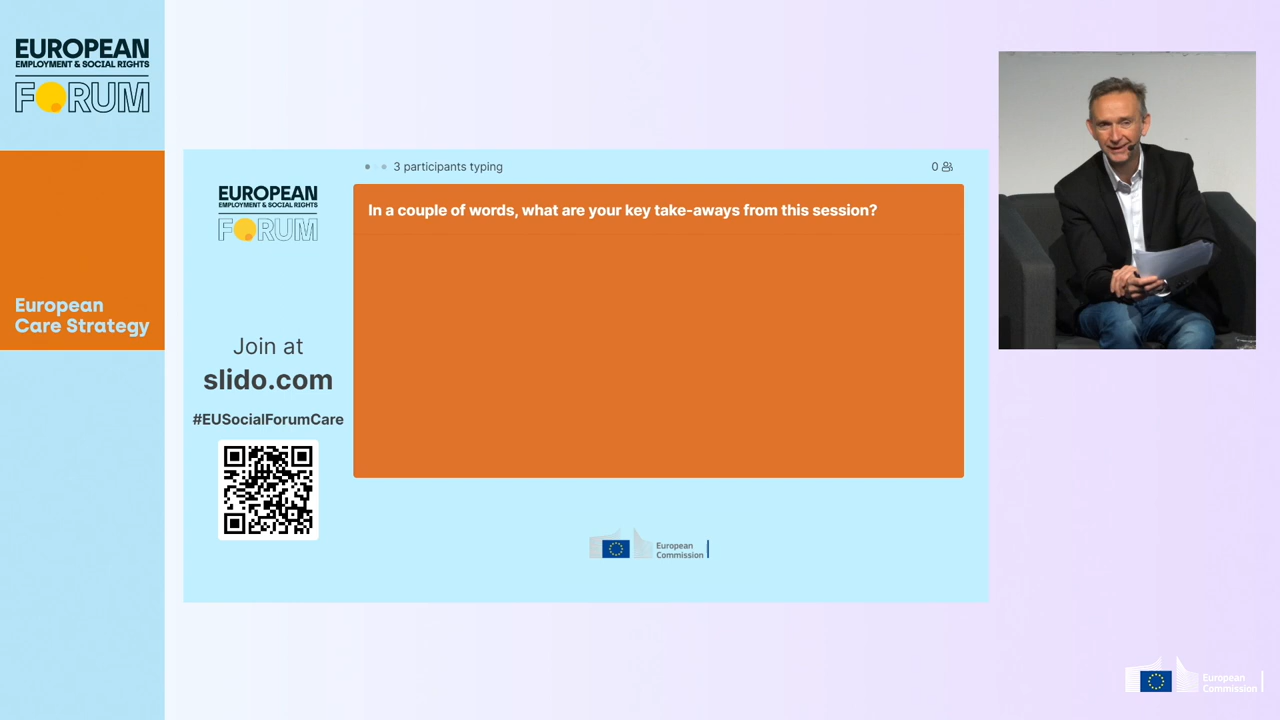 EUROPEAN
EMPLOYMENT & SOCIAL RIGHTS
FORUM
European
Care Strategy
3 participants typing
0
EUROPEAN
EMPLOYMENT & SOCIAL RIGHTS
FORUM
In a couple of words, what are your key take-aways from this session?
Join at
slido.com
#EUSocialForumCare
European
Commission
European
Commission